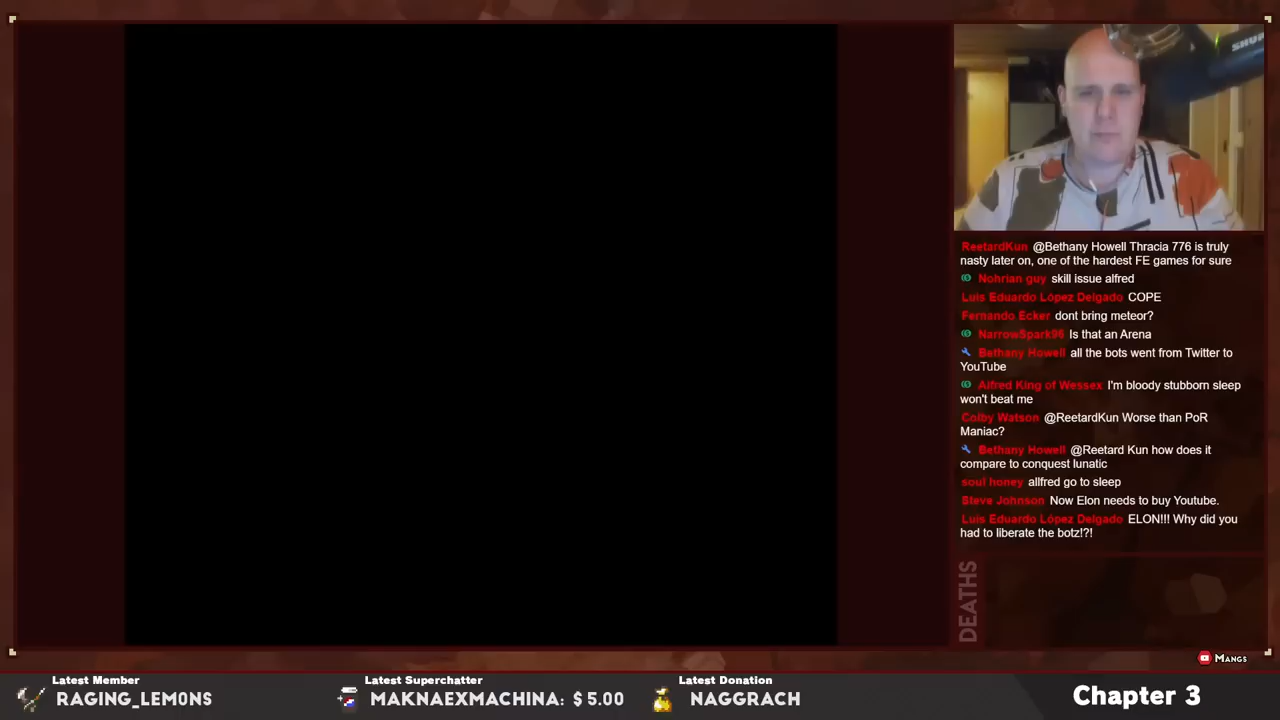 SHUR
ReetardKun @Bethany Howell Thracia 776 is truly
nasty later on, one of the hardest FE games for sure
Nohrian guy skill issue alfred
Luis Eduardo López Delgado COPE
Fernando Ecker dont bring meteor?
NarrowSpark96 Is that an Arena
Bethany Howell all the bots went from Twitter to
YouTube
Alfred King of Wessex I'm bloody stubborn sleep
won't beat me
Colby Watson @ReetardKun Worse than PoR
Maniac?
Bethany Howell @Reetard Kun how does it
compare to conquest lunatic
soul honey allfred go to sleep
Steve Johnson Now Elon needs to buy Youtube.
Luis Eduardo López Delgado ELON!!! Why did you
had to liberate the botz!?!
DEATHS
MANGS
Latest Member
RAGING_LEMONS
Latest Superchatter
MAKNAEXMACHINA: $ 5.00
Latest Donation
NAGGRACH
Chapter 3